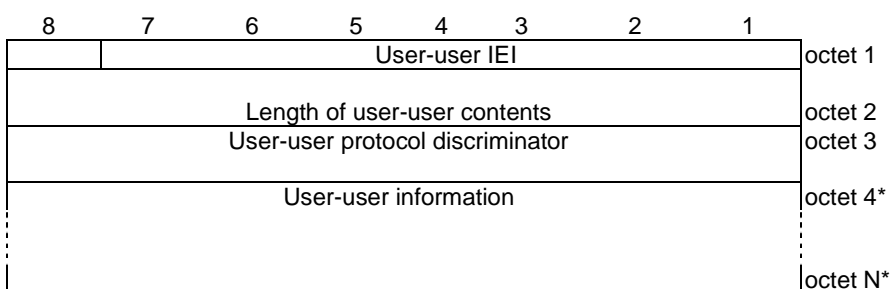 8 7 6 5 4 3 2 1
User-user IEI octet 1
Length of user-user contents octet 2
User-user protocol discriminator octet 3
User-user information octet 4*
octet N*